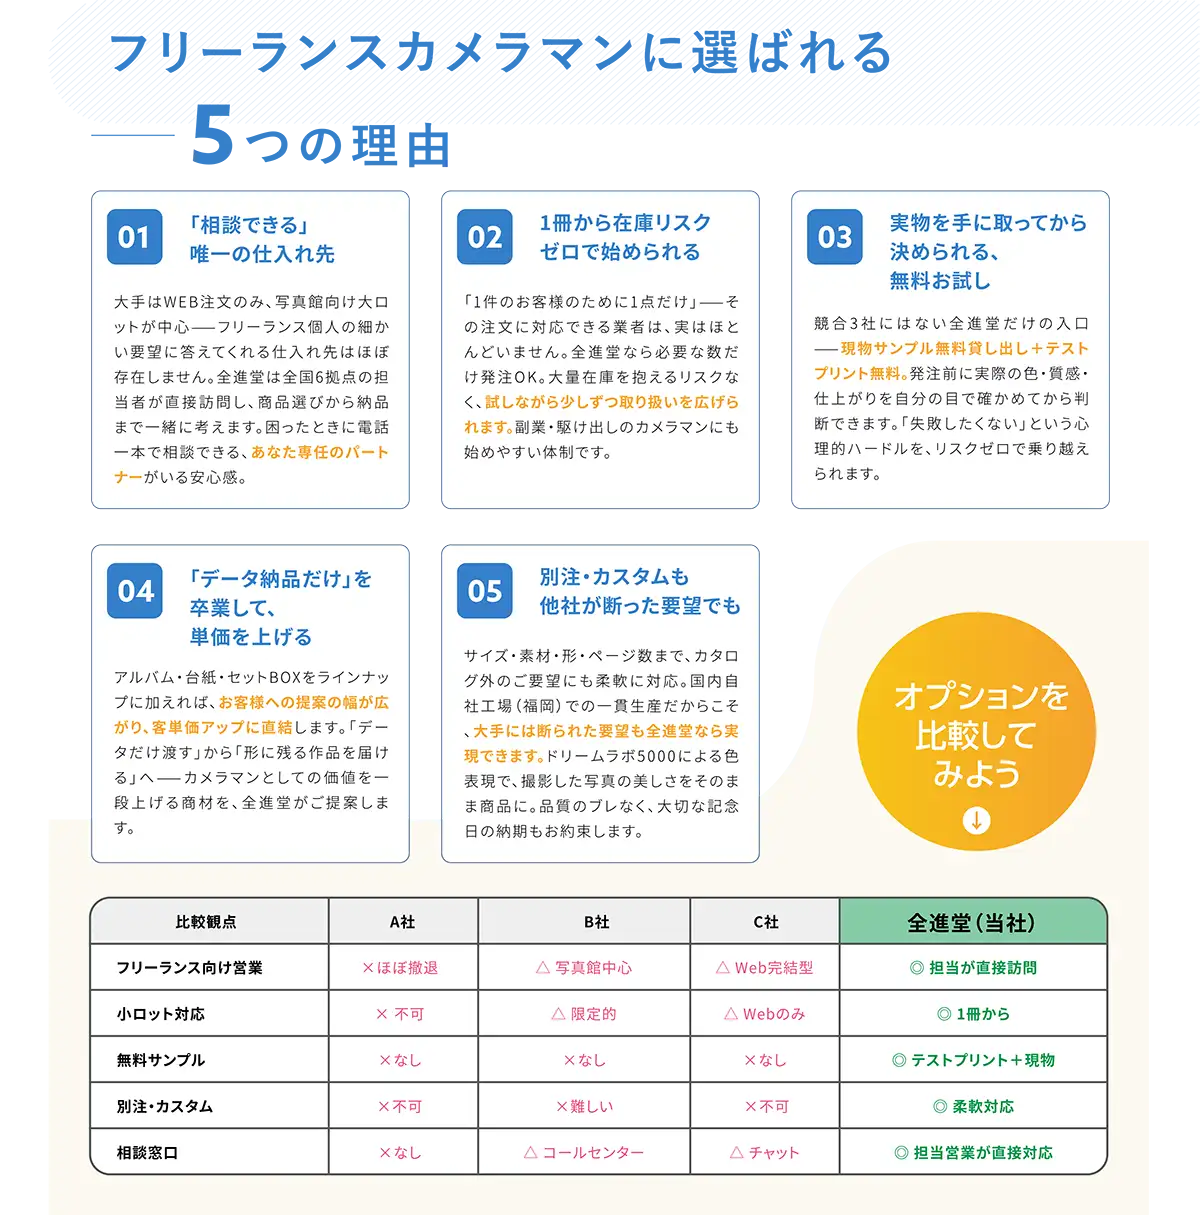 フリーランスカメラマンに選ばれる
5つの理由
01
「相談できる」
唯一の仕入れ先
大手はWEB注文のみ、写真館向け大ロ
ットが中心——フリーランス個人の細か
い要望に答えてくれる仕入れ先はほぼ
存在しません。全進堂は全国6拠点の担
当者が直接訪問し、商品選びから納品
まで一緒に考えます。困ったときに電話
一本で相談できる、あなた専任のパート
ナーがいる安心感。
02
1冊から在庫リスク
ゼロで始められる
「1件のお客様のために1点だけ」——そ
の注文に対応できる業者は、実はほと
んどいません。全進堂なら必要な数だ
け発注OK。大量在庫を抱えるリスクな
く、試しながら少しずつ取り扱いを広げら
れます。副業・駆け出しのカメラマンにも
始めやすい体制です。
03
実物を手に取ってから
決められる、
無料お試し
競合3社にはない全進堂だけの入口
——現物サンプル無料貸し出し＋テスト
プリント無料。発注前に実際の色・質感・
仕上がりを自分の目で確かめてから判
断できます。「失敗したくない」という心
理的ハードルを、リスクゼロで乗り越え
られます。
04
「データ納品だけ」を
卒業して、
単価を上げる
アルバム・台紙・セットBOXをラインナッ
プに加えれば、お客様への提案の幅が広
がり、客単価アップに直結します。「デー
タだけ渡す」から「形に残る作品を届け
る」へ——カメラマンとしての価値を一
段上げる商材を、全進堂がご提案しま
す。
05
別注・カスタムも
他社が断った要望でも
サイズ・素材・形・ページ数まで、カタロ
グ外のご要望にも柔軟に対応。国内自
社工場（福岡）での一貫生産だからこそ
、大手には断られた要望も全進堂なら実
現できます。ドリームラボ5000による色
表現で、撮影した写真の美しさをそのま
ま商品に。品質のブレなく、大切な記念
日の納期もお約束します。
オプションを
比較して
みよう
↓
比較観点 A社 B社 C社 全進堂（当社）
フリーランス向け営業 ×ほぼ撤退 △ 写真館中心 △ Web完結型 ◎ 担当が直接訪問
小ロット対応 × 不可 △ 限定的 △ Webのみ ◎ 1冊から
無料サンプル ×なし ×なし ×なし ◎ テストプリント＋現物
別注・カスタム ×不可 ×難しい ×不可 ◎ 柔軟対応
相談窓口 ×なし △ コールセンター △ チャット ◎ 担当営業が直接対応